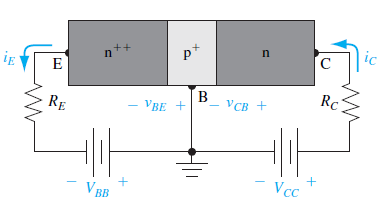 n++ p+ n
iE E C iC
RE − vBE + B − vCB + RC
− VBB + − VCC +